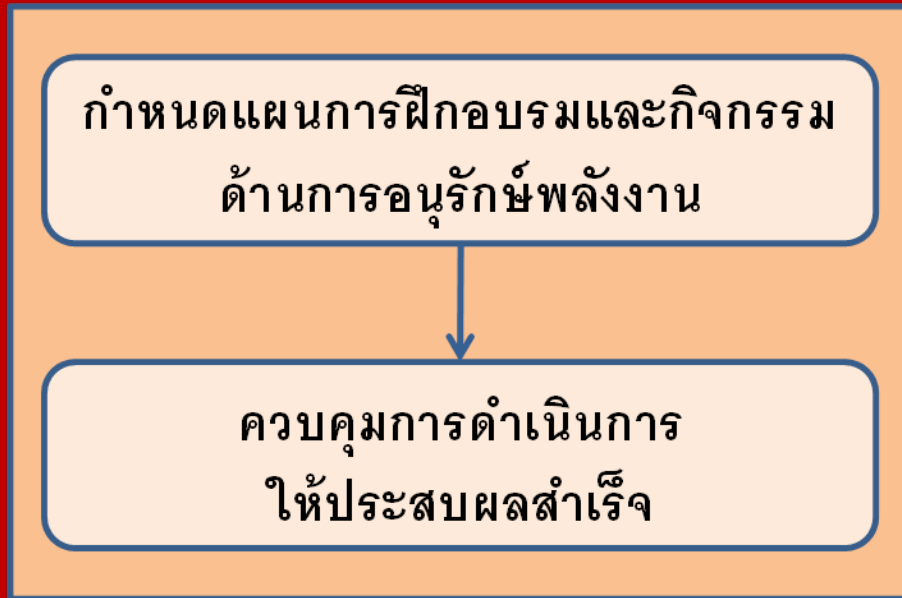 กำหนดแผนการฝึกอบรมและกิจกรรม
ด้านการอนุรักษ์พลังงาน
ควบคุมการดำเนินการ
ให้ประสบผลสำเร็จ